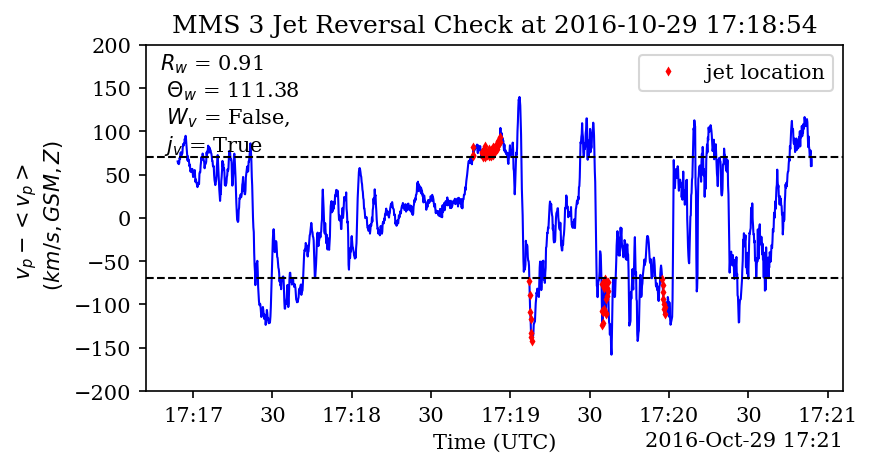 MMS 3 Jet Reversal Check at 2016-10-29 17:18:54
R_w = 0.91
Θ_w = 111.38
W_v = False,
j_v = True
jet location
v_p − < v_p >
(km/s, GSM, Z)
200
150
100
50
0
−50
−100
−150
−200
17:17 30 17:18 30 17:19 30 17:20 30 17:21
Time (UTC)
2016-Oct-29 17:21